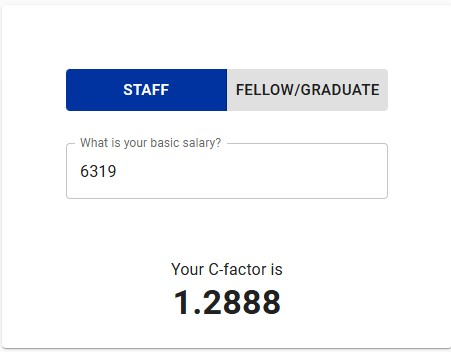 STAFF
FELLOW/GRADUATE
What is your basic salary?
6319
Your C-factor is
1.2888